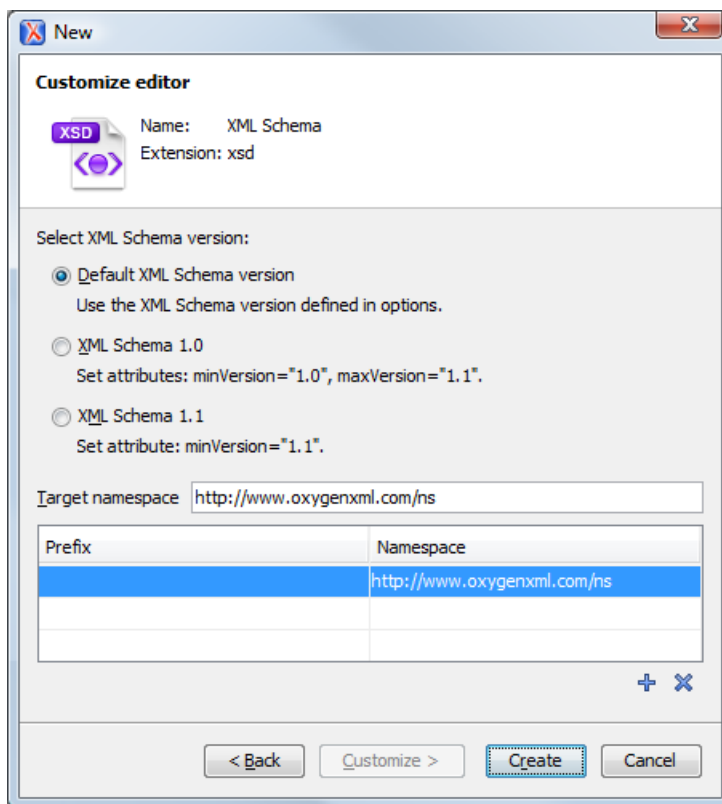 New
Customize editor
XSD
Name: XML Schema
Extension: xsd
Select XML Schema version:
Default XML Schema version
Use the XML Schema version defined in options.
XML Schema 1.0
Set attributes: minVersion="1.0", maxVersion="1.1".
XML Schema 1.1
Set attribute: minVersion="1.1".
Target namespace http://www.oxygenxml.com/ns
Prefix Namespace
http://www.oxygenxml.com/ns
< Back Customize > Create Cancel